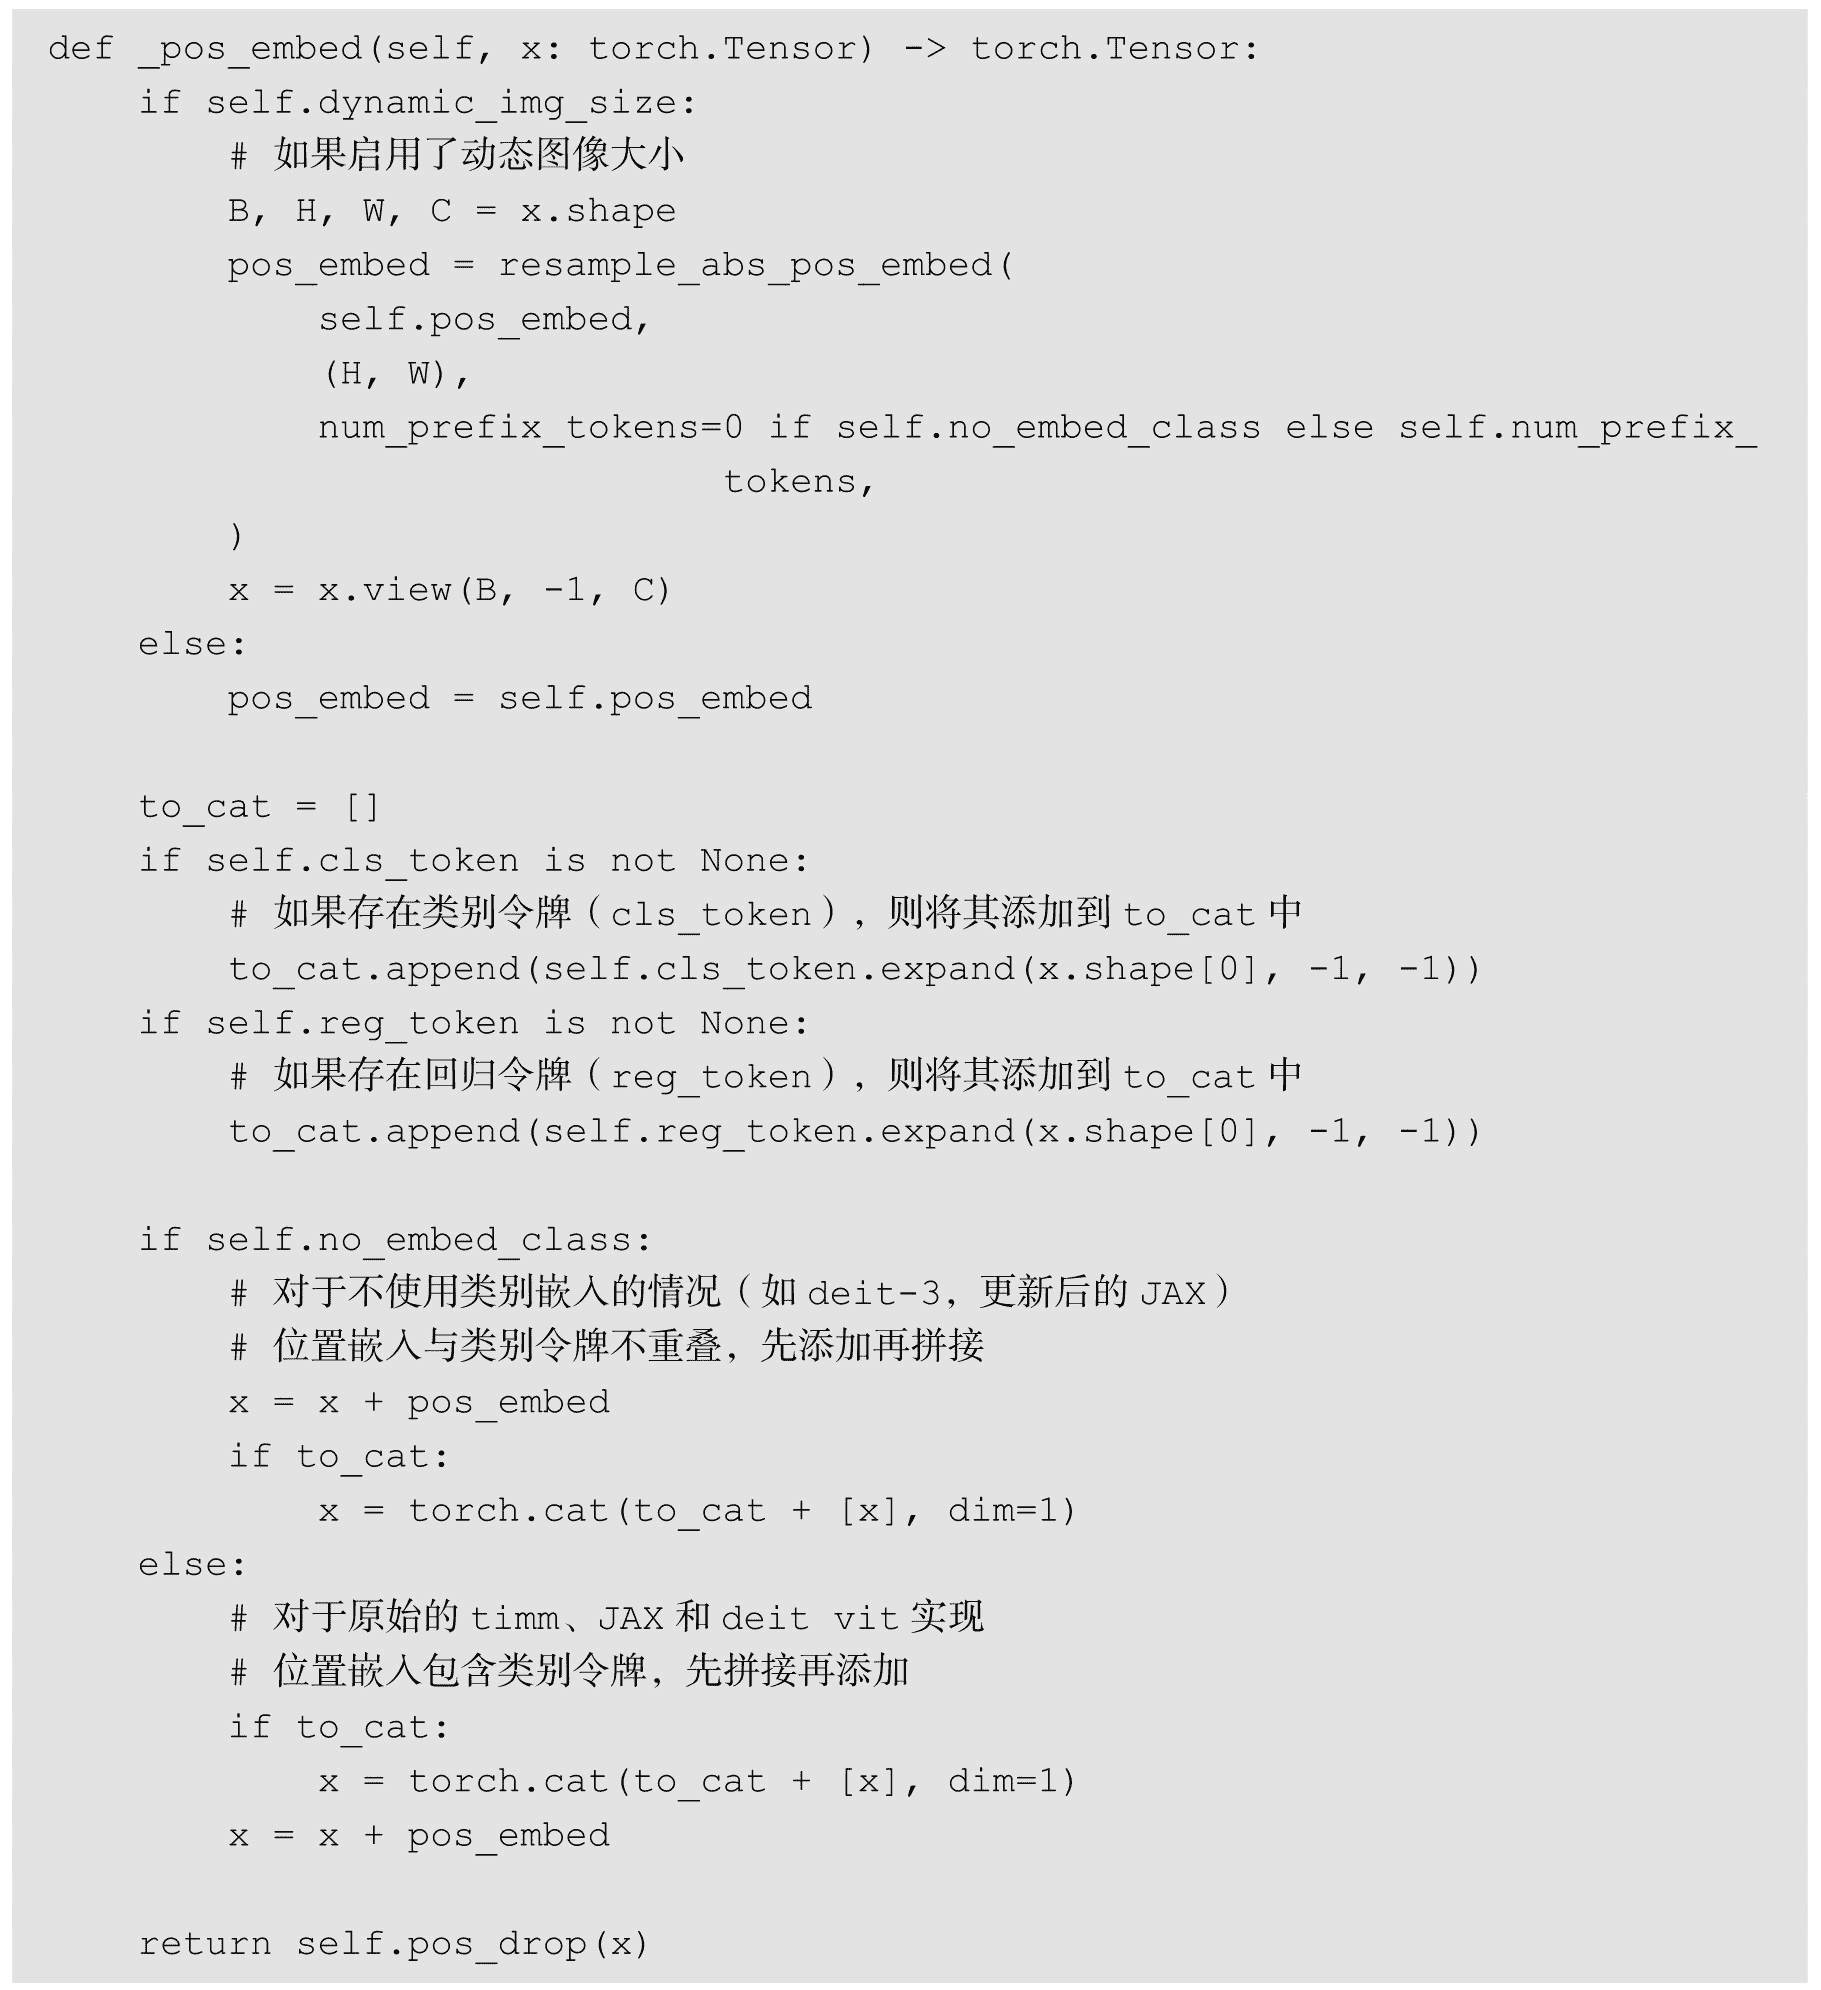 def _pos_embed(self, x: torch.Tensor) -> torch.Tensor:
    if self.dynamic_img_size:
        # 如果启用了动态图像大小
        B, H, W, C = x.shape
        pos_embed = resample_abs_pos_embed(
            self.pos_embed,
            (H, W),
            num_prefix_tokens=0 if self.no_embed_class else self.num_prefix_
                              tokens,
        )
        x = x.view(B, -1, C)
    else:
        pos_embed = self.pos_embed

    to_cat = []
    if self.cls_token is not None:
        # 如果存在类别令牌（cls_token），则将其添加到 to_cat 中
        to_cat.append(self.cls_token.expand(x.shape[0], -1, -1))
    if self.reg_token is not None:
        # 如果存在回归令牌（reg_token），则将其添加到 to_cat 中
        to_cat.append(self.reg_token.expand(x.shape[0], -1, -1))

    if self.no_embed_class:
        # 对于不使用类别嵌入的情况（如 deit-3，更新后的 JAX）
        # 位置嵌入与类别令牌不重叠，先添加再拼接
        x = x + pos_embed
        if to_cat:
            x = torch.cat(to_cat + [x], dim=1)
    else:
        # 对于原始的 timm、JAX 和 deit vit 实现
        # 位置嵌入包含类别令牌，先拼接再添加
        if to_cat:
            x = torch.cat(to_cat + [x], dim=1)
        x = x + pos_embed

    return self.pos_drop(x)